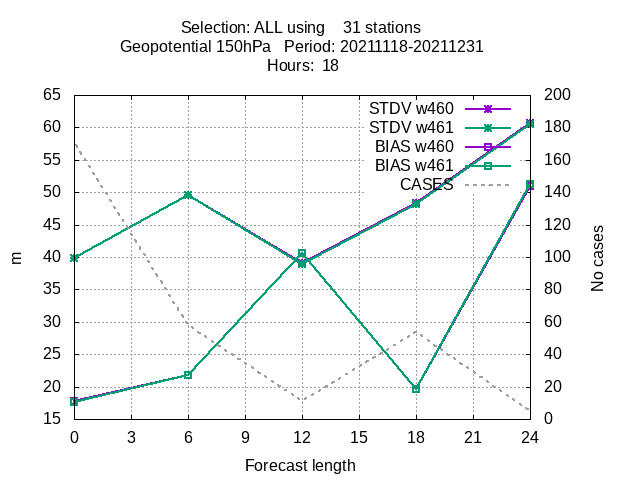 Selection: ALL using    31 stations
Geopotential 150hPa   Period: 20211118-20211231
Hours:  18
65
60
55
50
45
40
35
30
25
20
15
m
STDV w460
STDV w461
BIAS w460
BIAS w461
CASES
200
180
160
140
120
100
80
60
40
20
0
No cases
0 3 6 9 12 15 18 21 24
Forecast length